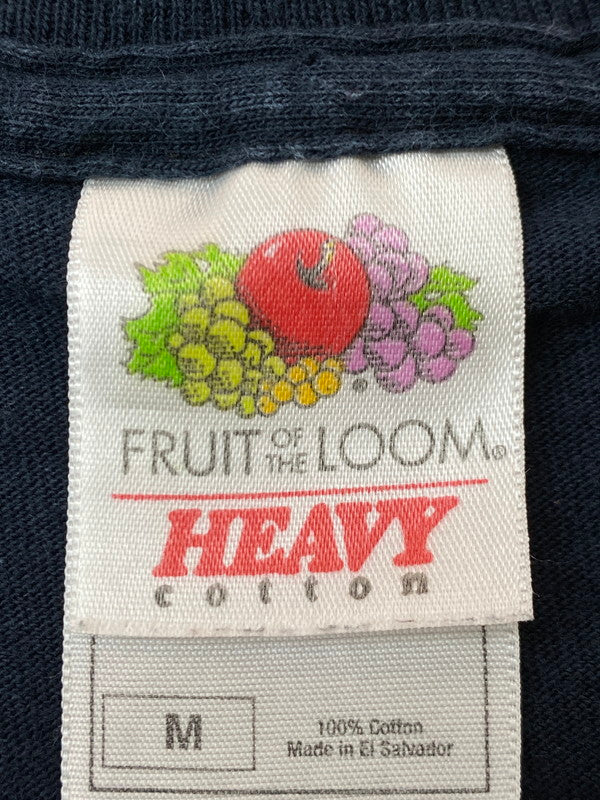 FRUIT OF THE LOOM®
HEAVY
cotton
M
100% Cotton
Made in El Salvador